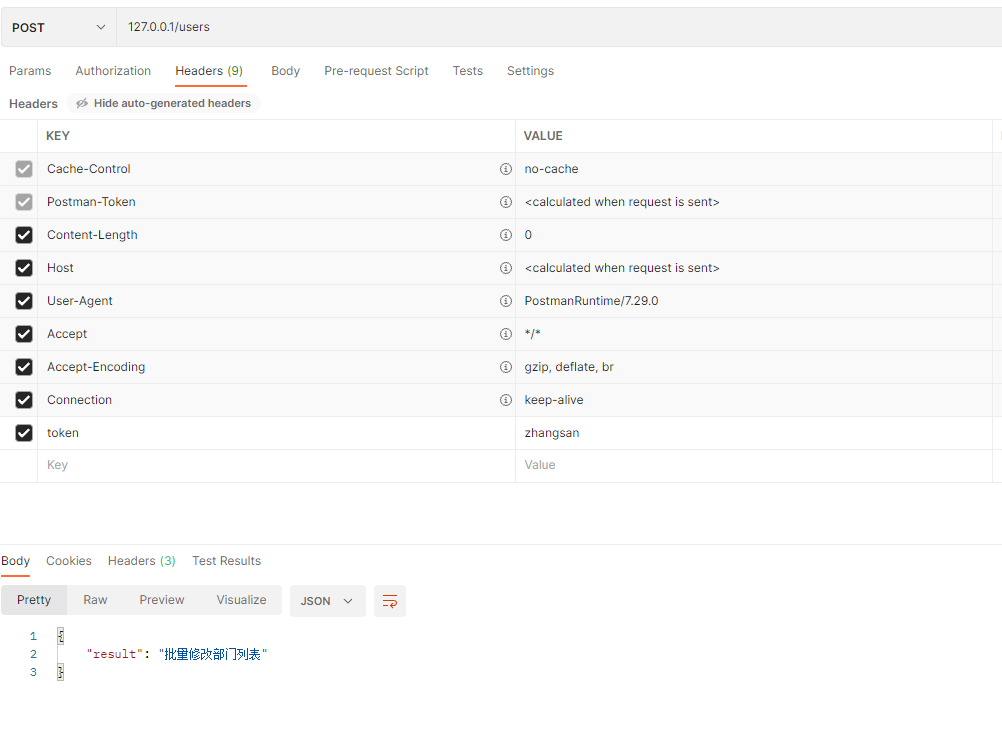 POST 127.0.0.1/users
Params Authorization Headers (9) Body Pre-request Script Tests Settings
Headers Hide auto-generated headers
KEY VALUE
Cache-Control no-cache
Postman-Token <calculated when request is sent>
Content-Length 0
Host <calculated when request is sent>
User-Agent PostmanRuntime/7.29.0
Accept */*
Accept-Encoding gzip, deflate, br
Connection keep-alive
token zhangsan
Key Value
Body Cookies Headers (3) Test Results
Pretty Raw Preview Visualize JSON
1 {
2 "result": "批量修改部门列表"
3 }